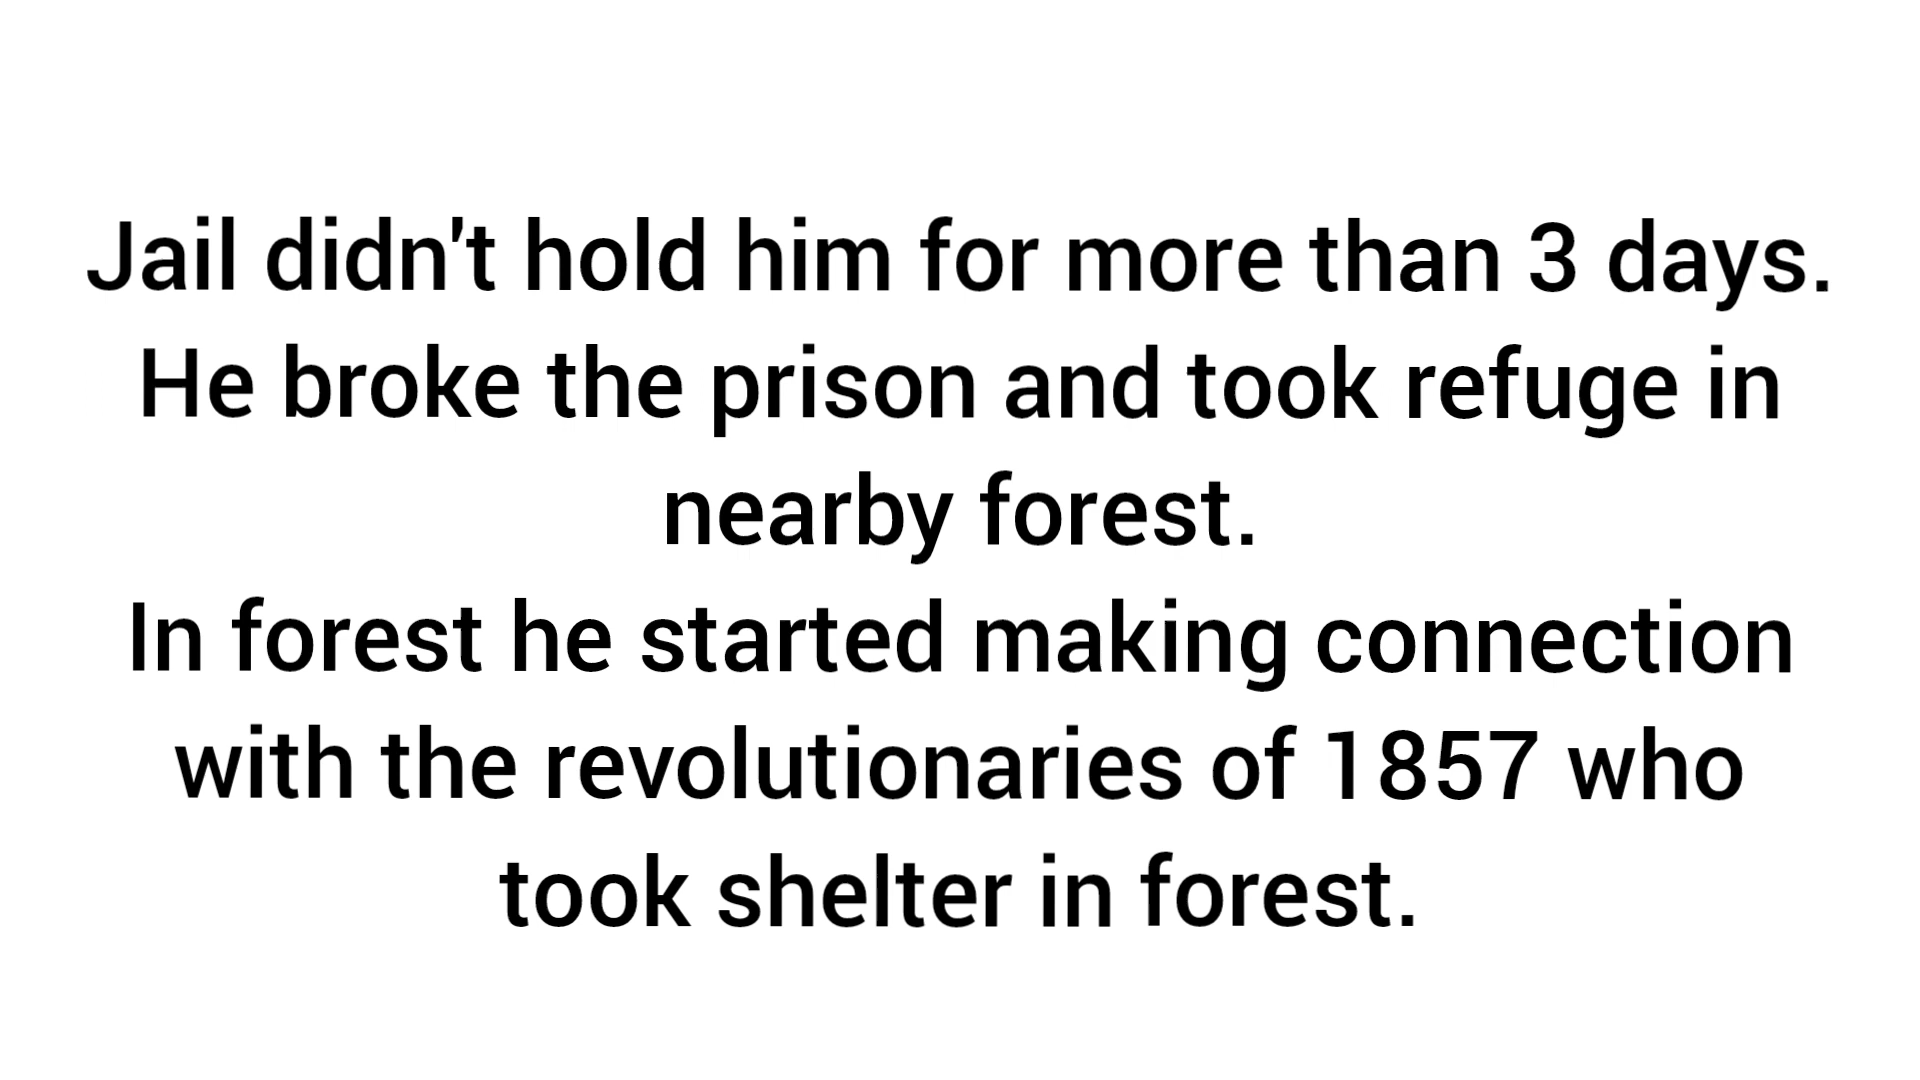 Jail didn't hold him for more than 3 days.
He broke the prison and took refuge in
nearby forest.
In forest he started making connection
with the revolutionaries of 1857 who
took shelter in forest.